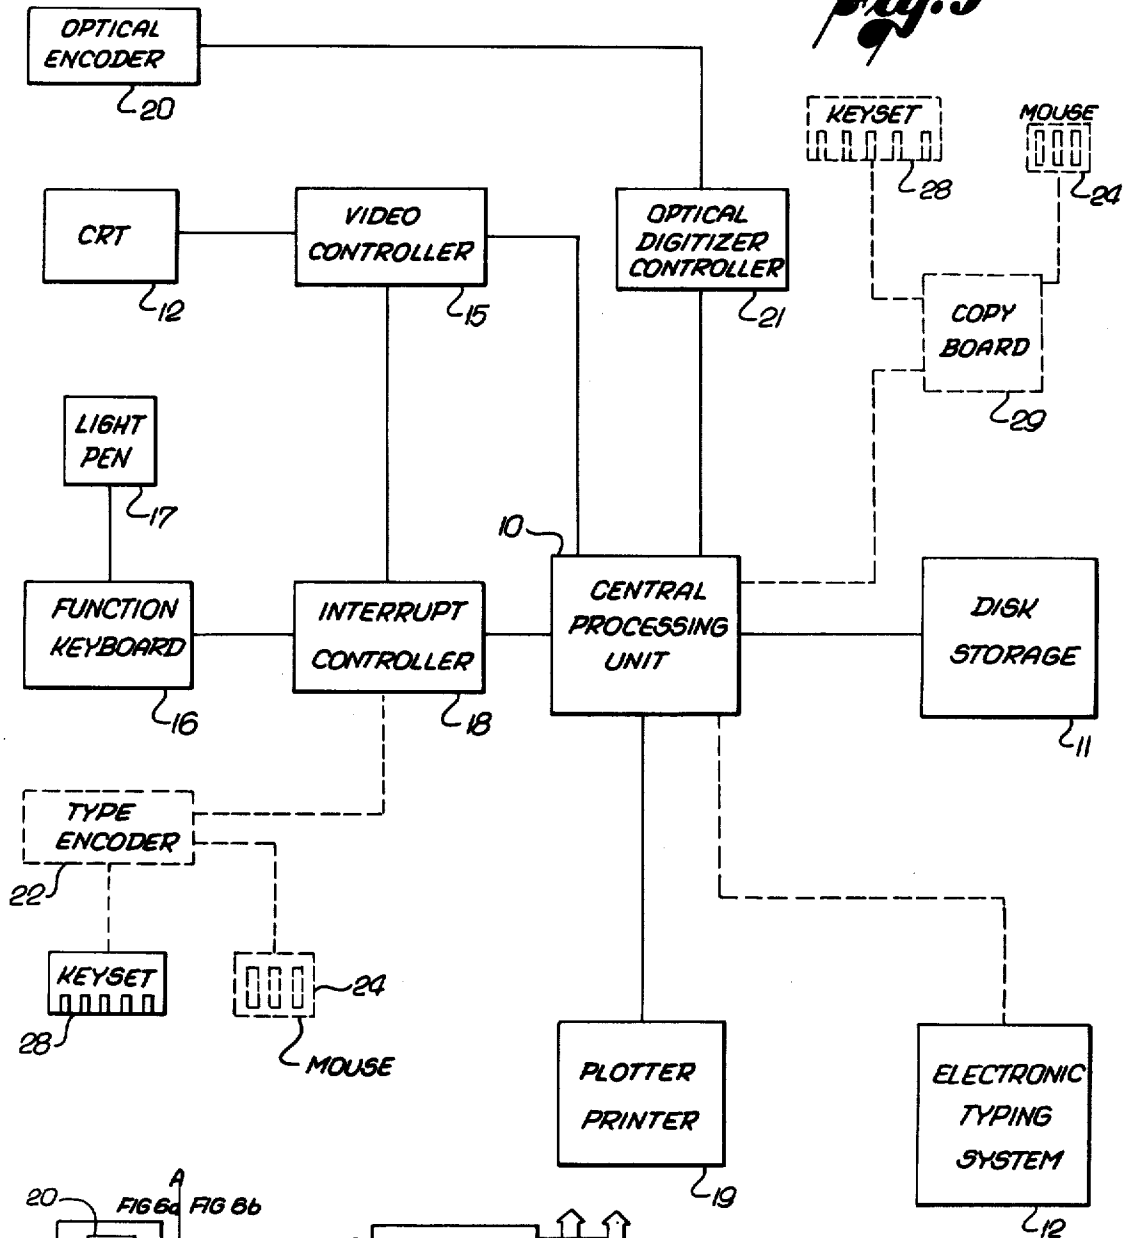 Fig. 5
OPTICAL
ENCODER
20
KEYSET
28
MOUSE
24
CRT
12
VIDEO
CONTROLLER
15
OPTICAL
DIGITIZER
CONTROLLER
21
COPY
BOARD
29
LIGHT
PEN
17
10
FUNCTION
KEYBOARD
16
INTERRUPT
CONTROLLER
18
CENTRAL
PROCESSING
UNIT
DISK
STORAGE
11
TYPE
ENCODER
22
KEYSET
28
24
MOUSE
PLOTTER
PRINTER
19
ELECTRONIC
TYPING
SYSTEM
12
A
20
FIG 6a FIG 6b